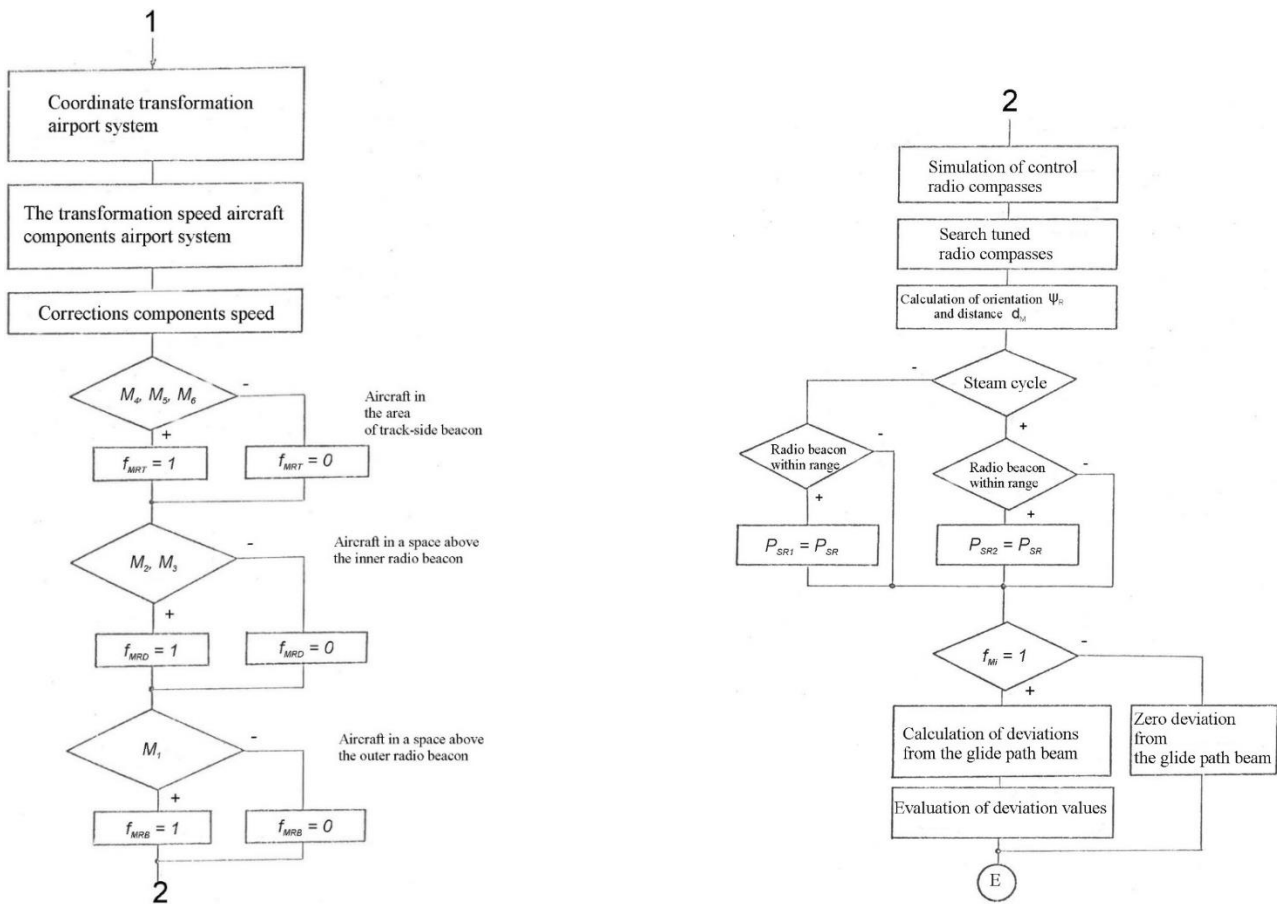 1
Coordinate transformation
airport system
The transformation speed aircraft
components airport system
Corrections components speed
M4, M5, M6
-
+
Aircraft in
the area
of track-side beacon
fMRT = 1
fMRT = 0
M2, M3
-
+
Aircraft in a space above
the inner radio beacon
fMRD = 1
fMRD = 0
M1
-
+
Aircraft in a space above
the outer radio beacon
fMRB = 1
fMRB = 0
2
2
Simulation of control
radio compasses
Search tuned
radio compasses
Calculation of orientation ΨR
and distance dM
-
Steam cycle
+
Radio beacon
within range
-
+
Radio beacon
within range
-
+
PSR1 = PSR
PSR2 = PSR
fMi = 1
-
+
Calculation of deviations
from the glide path beam
Zero deviation
from
the glide path beam
Evaluation of deviation values
E